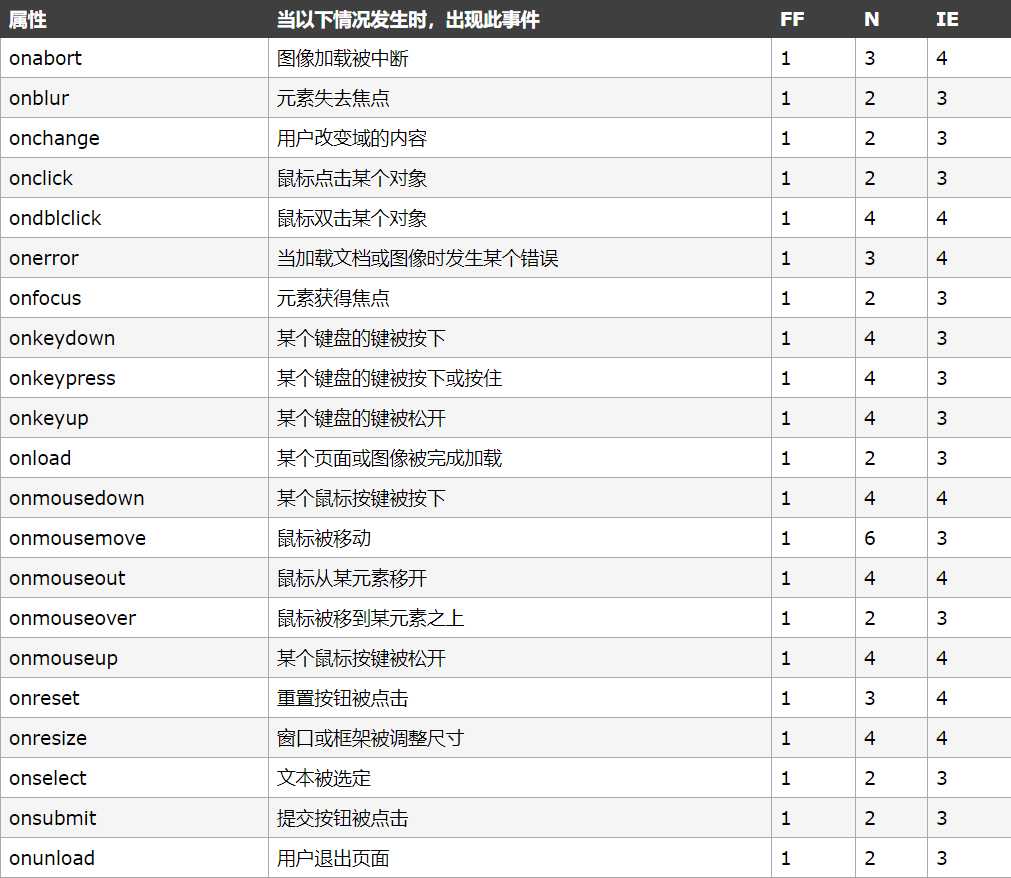 属性 当以下情况发生时，出现此事件 FF N IE
onabort 图像加载被中断 1 3 4
onblur 元素失去焦点 1 2 3
onchange 用户改变域的内容 1 2 3
onclick 鼠标点击某个对象 1 2 3
ondblclick 鼠标双击某个对象 1 4 4
onerror 当加载文档或图像时发生某个错误 1 3 4
onfocus 元素获得焦点 1 2 3
onkeydown 某个键盘的键被按下 1 4 3
onkeypress 某个键盘的键被按下或按住 1 4 3
onkeyup 某个键盘的键被松开 1 4 3
onload 某个页面或图像被完成加载 1 2 3
onmousedown 某个鼠标按键被按下 1 4 4
onmousemove 鼠标被移动 1 6 3
onmouseout 鼠标从某元素移开 1 4 4
onmouseover 鼠标被移到某元素之上 1 2 3
onmouseup 某个鼠标按键被松开 1 4 4
onreset 重置按钮被点击 1 3 4
onresize 窗口或框架被调整尺寸 1 4 4
onselect 文本被选定 1 2 3
onsubmit 提交按钮被点击 1 2 3
onunload 用户退出页面 1 2 3